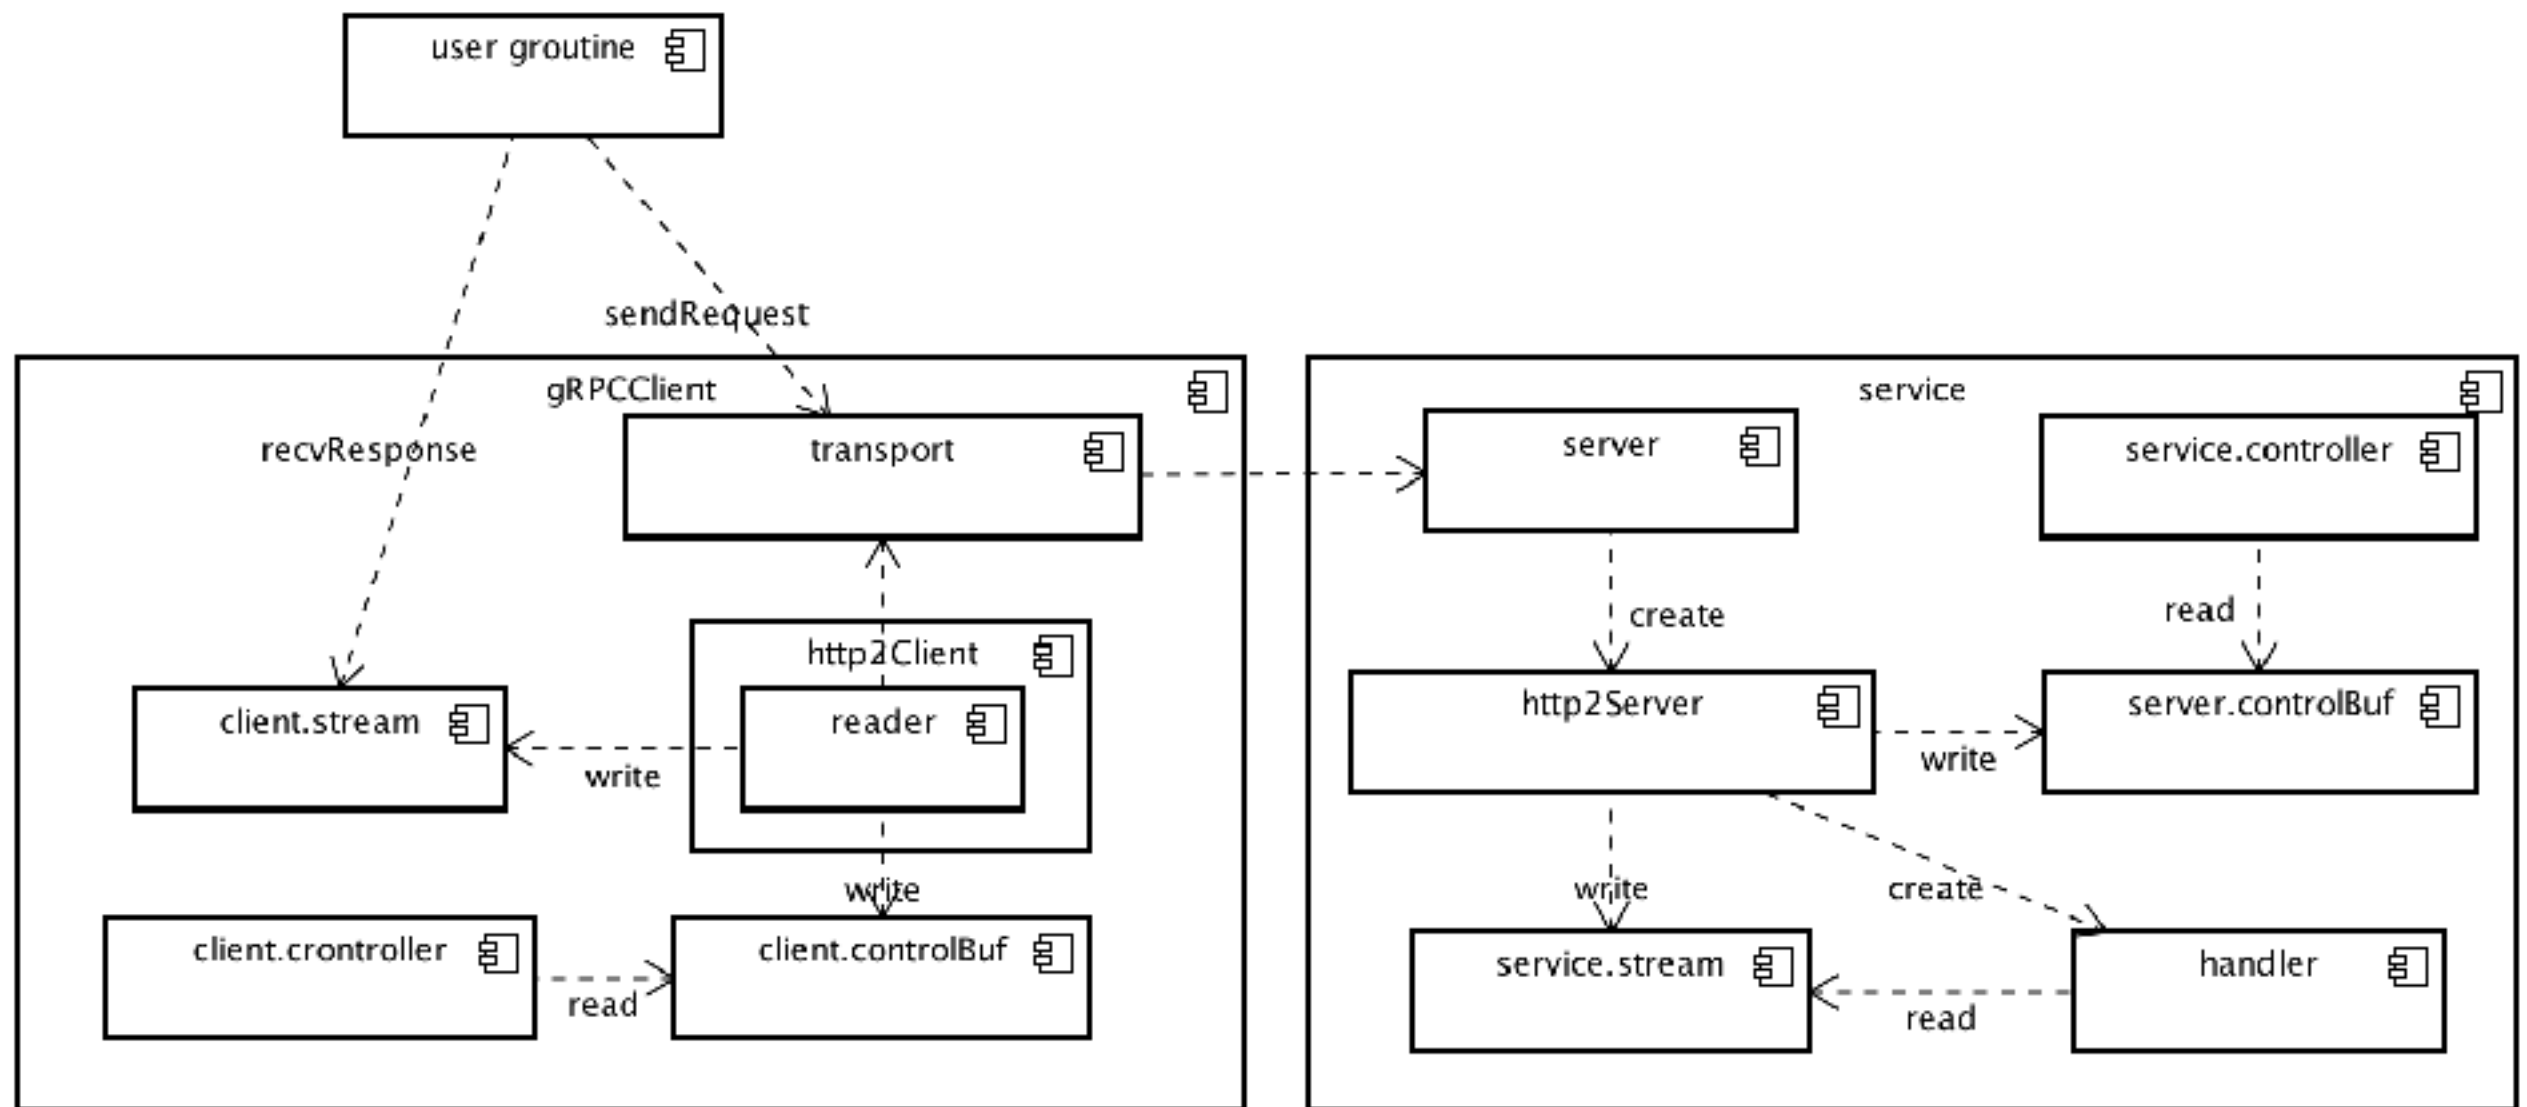 user groutine
sendRequest
gRPCClient
service
recvResponse
transport
server
service.controller
create
read
http2Client
client.stream
reader
http2Server
server.controlBuf
write
write
write
write
create
client.crontroller
client.controlBuf
service.stream
handler
read
read